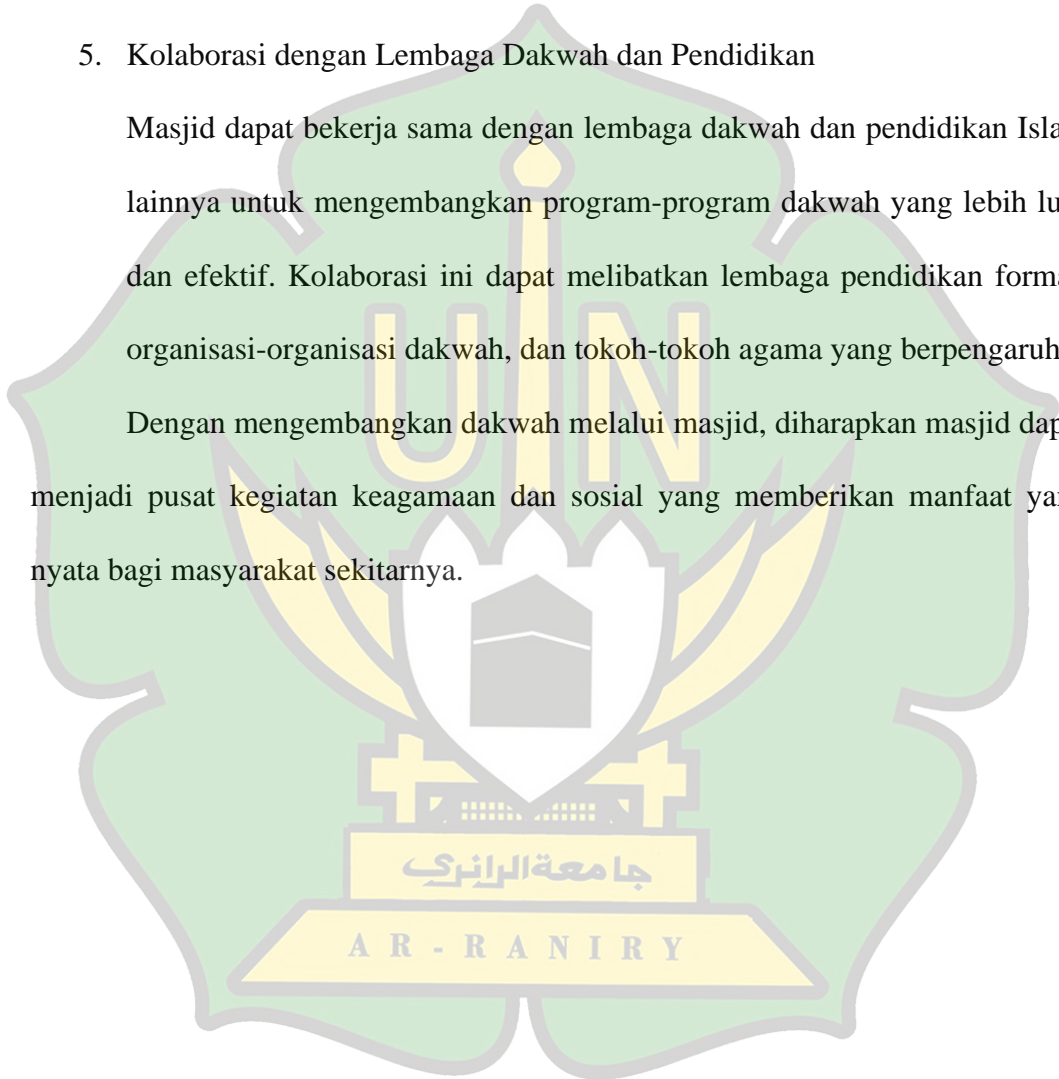 5. Kolaborasi dengan Lembaga Dakwah dan Pendidikan
Masjid dapat bekerja sama dengan lembaga dakwah dan pendidikan Isla
lainnya untuk mengembangkan program-program dakwah yang lebih lu
dan efektif. Kolaborasi ini dapat melibatkan lembaga pendidikan forma
organisasi-organisasi dakwah, dan tokoh-tokoh agama yang berpengaruh.
Dengan mengembangkan dakwah melalui masjid, diharapkan masjid dap
menjadi pusat kegiatan keagamaan dan sosial yang memberikan manfaat yan
nyata bagi masyarakat sekitarnya.
UIN
جامعةالرانرى
AR-RANIRY